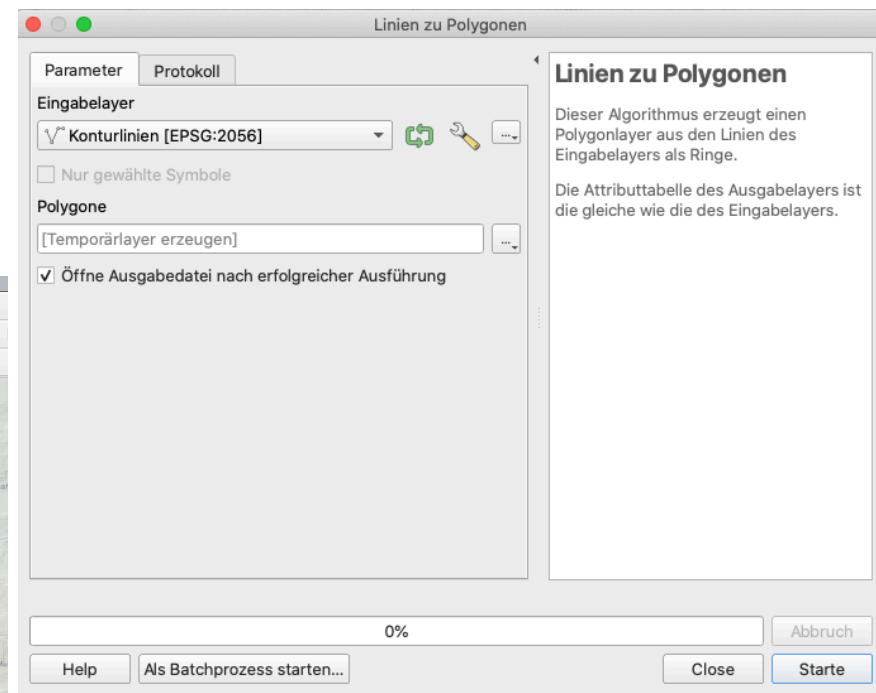 Linien zu Polygonen
Parameter
Protokoll
Eingabelayer
Konturlinien [EPSG:2056]
...
Nur gewählte Symbole
Polygone
[Temporärlayer erzeugen]
...
Öffne Ausgabedatei nach erfolgreicher Ausführung
Linien zu Polygonen
Dieser Algorithmus erzeugt einen
Polygonlayer aus den Linien des
Eingabelayers als Ringe.
Die Attributtabelle des Ausgabelayers ist
die gleiche wie die des Eingabelayers.
0%
Abbruch
Help
Als Batchprozess starten...
Close
Starte